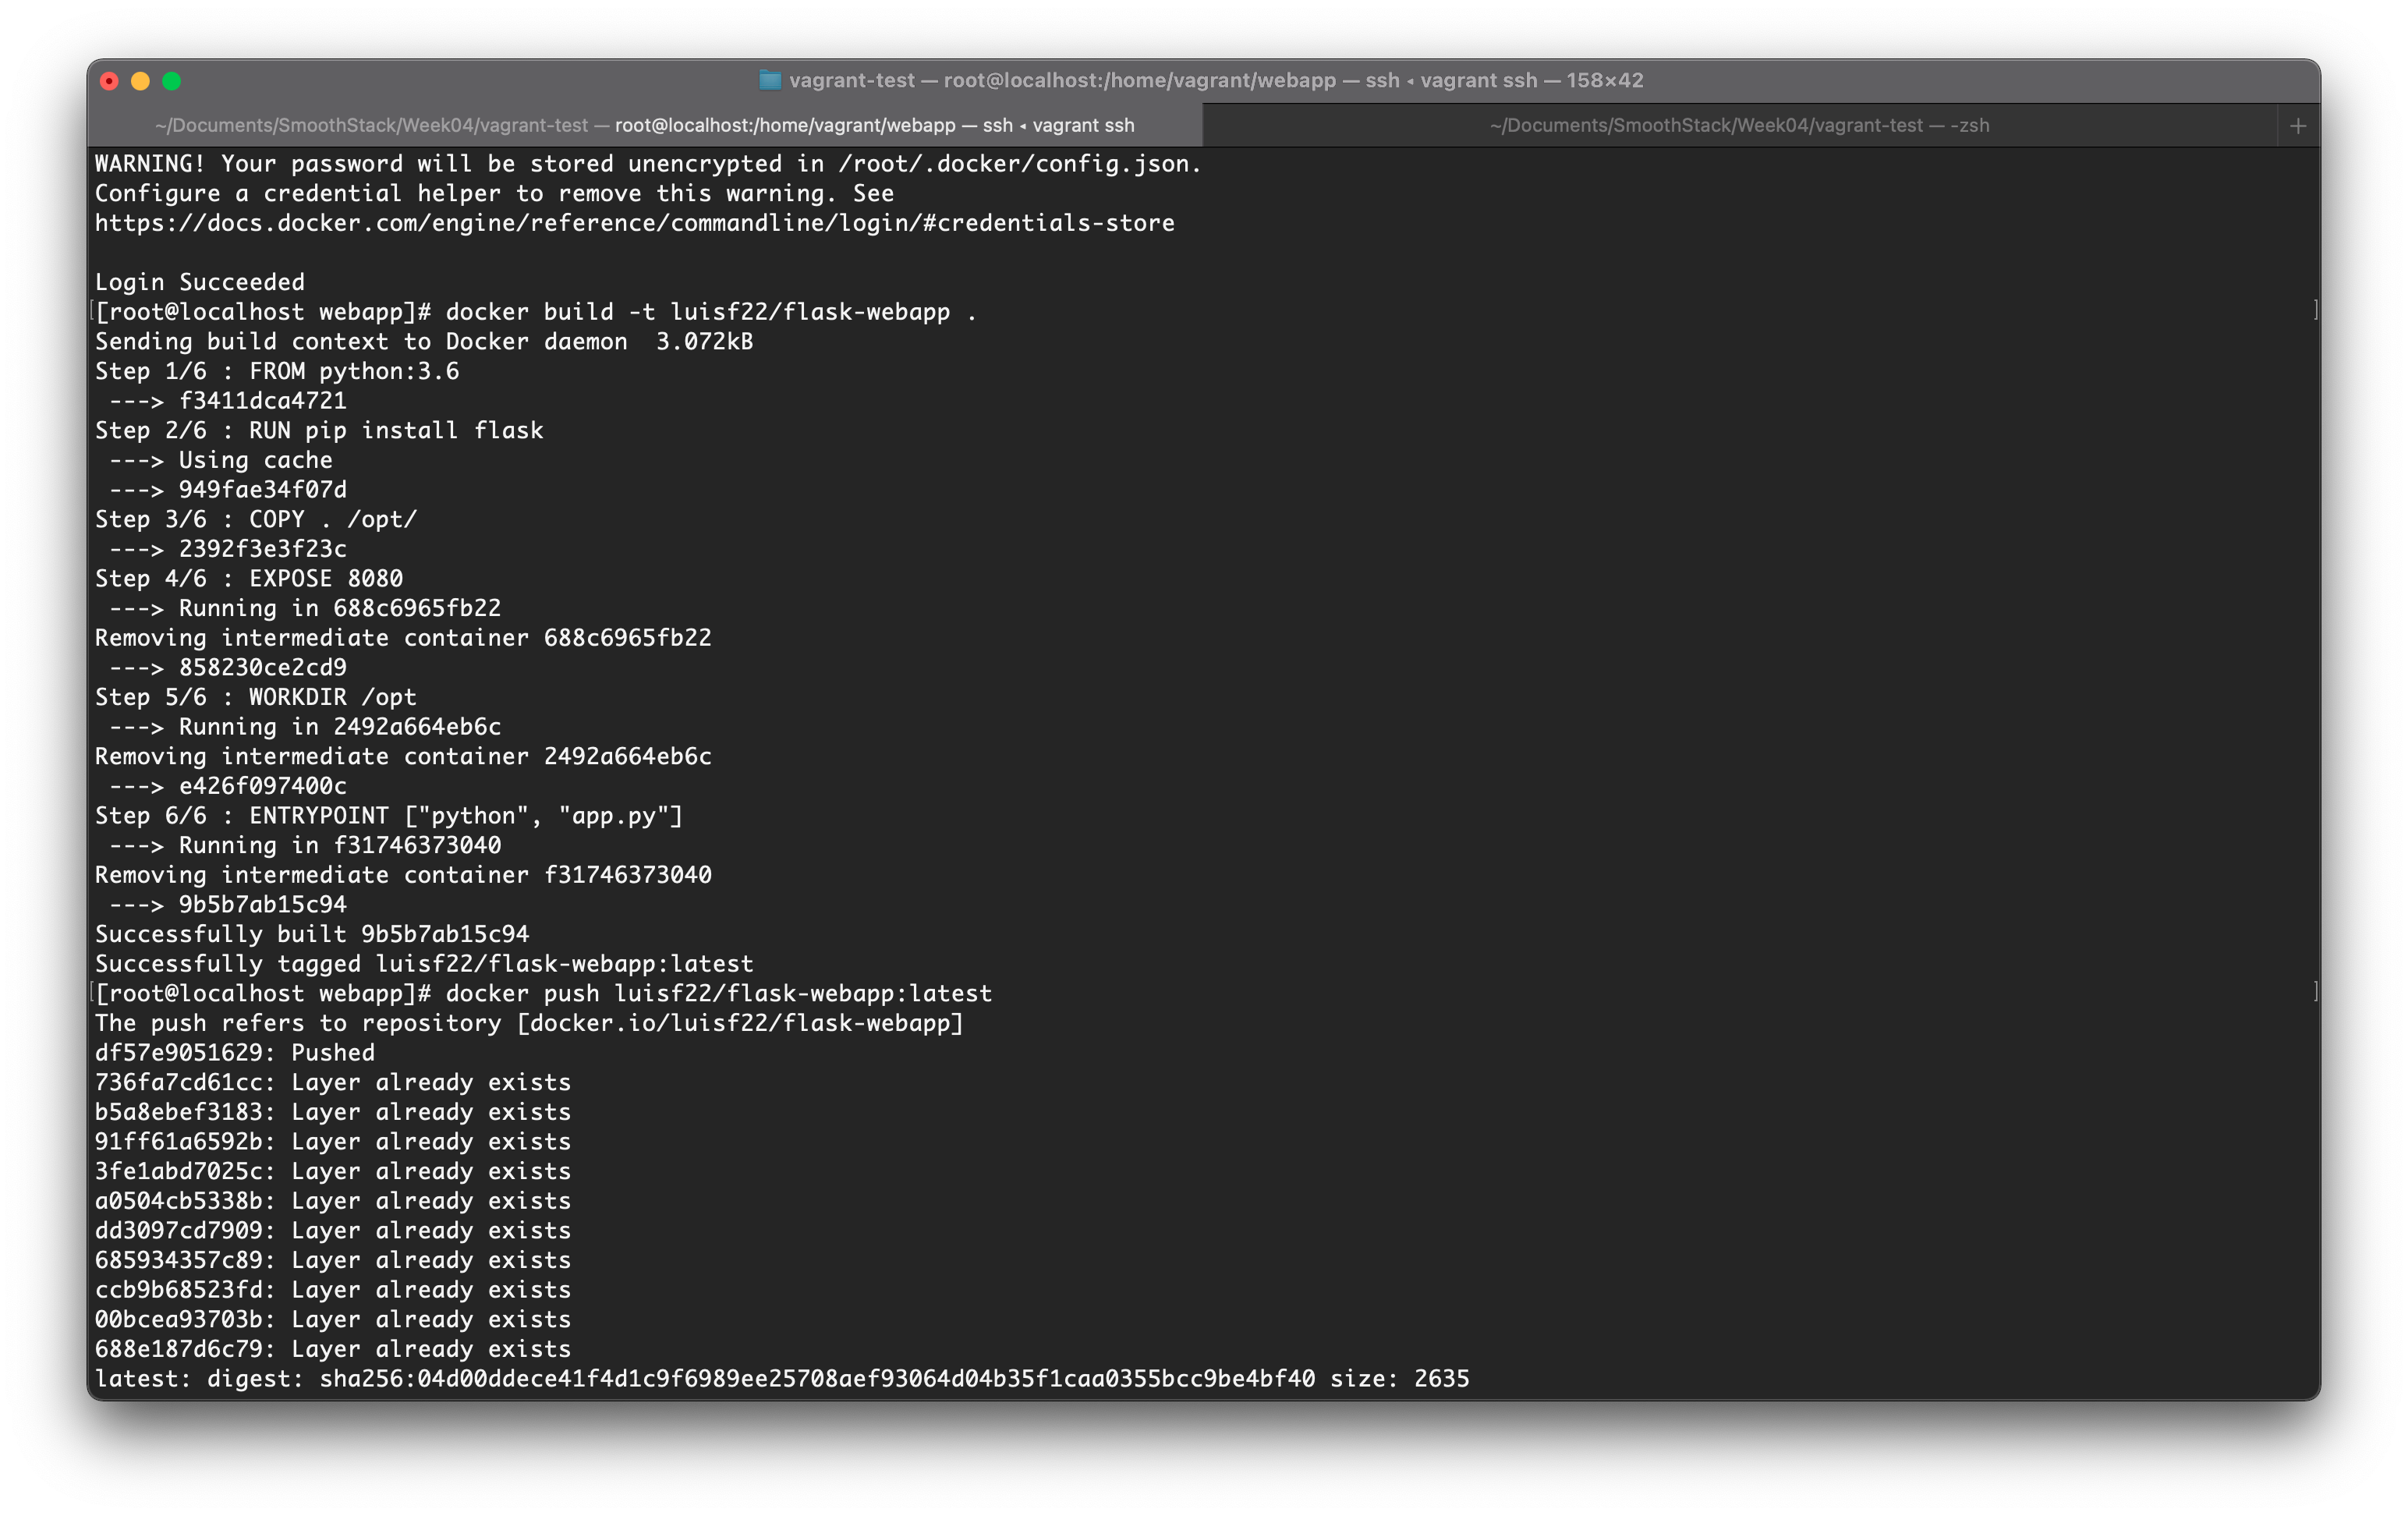 vagrant-test — root@localhost:/home/vagrant/webapp — ssh ◂ vagrant ssh — 158×42
~/Documents/SmoothStack/Week04/vagrant-test — root@localhost:/home/vagrant/webapp — ssh ◂ vagrant ssh
~/Documents/SmoothStack/Week04/vagrant-test — -zsh
+
WARNING! Your password will be stored unencrypted in /root/.docker/config.json.
Configure a credential helper to remove this warning. See
https://docs.docker.com/engine/reference/commandline/login/#credentials-store
Login Succeeded
[[root@localhost webapp]# docker build -t luisf22/flask-webapp . ]
Sending build context to Docker daemon  3.072kB
Step 1/6 : FROM python:3.6
 ---> f3411dca4721
Step 2/6 : RUN pip install flask
 ---> Using cache
 ---> 949fae34f07d
Step 3/6 : COPY . /opt/
 ---> 2392f3e3f23c
Step 4/6 : EXPOSE 8080
 ---> Running in 688c6965fb22
Removing intermediate container 688c6965fb22
 ---> 858230ce2cd9
Step 5/6 : WORKDIR /opt
 ---> Running in 2492a664eb6c
Removing intermediate container 2492a664eb6c
 ---> e426f097400c
Step 6/6 : ENTRYPOINT ["python", "app.py"]
 ---> Running in f31746373040
Removing intermediate container f31746373040
 ---> 9b5b7ab15c94
Successfully built 9b5b7ab15c94
Successfully tagged luisf22/flask-webapp:latest
[[root@localhost webapp]# docker push luisf22/flask-webapp:latest ]
The push refers to repository [docker.io/luisf22/flask-webapp]
df57e9051629: Pushed
736fa7cd61cc: Layer already exists
b5a8ebef3183: Layer already exists
91ff61a6592b: Layer already exists
3fe1abd7025c: Layer already exists
a0504cb5338b: Layer already exists
dd3097cd7909: Layer already exists
685934357c89: Layer already exists
ccb9b68523fd: Layer already exists
00bcea93703b: Layer already exists
688e187d6c79: Layer already exists
latest: digest: sha256:04d00ddece41f4d1c9f6989ee25708aef93064d04b35f1caa0355bcc9be4bf40 size: 2635